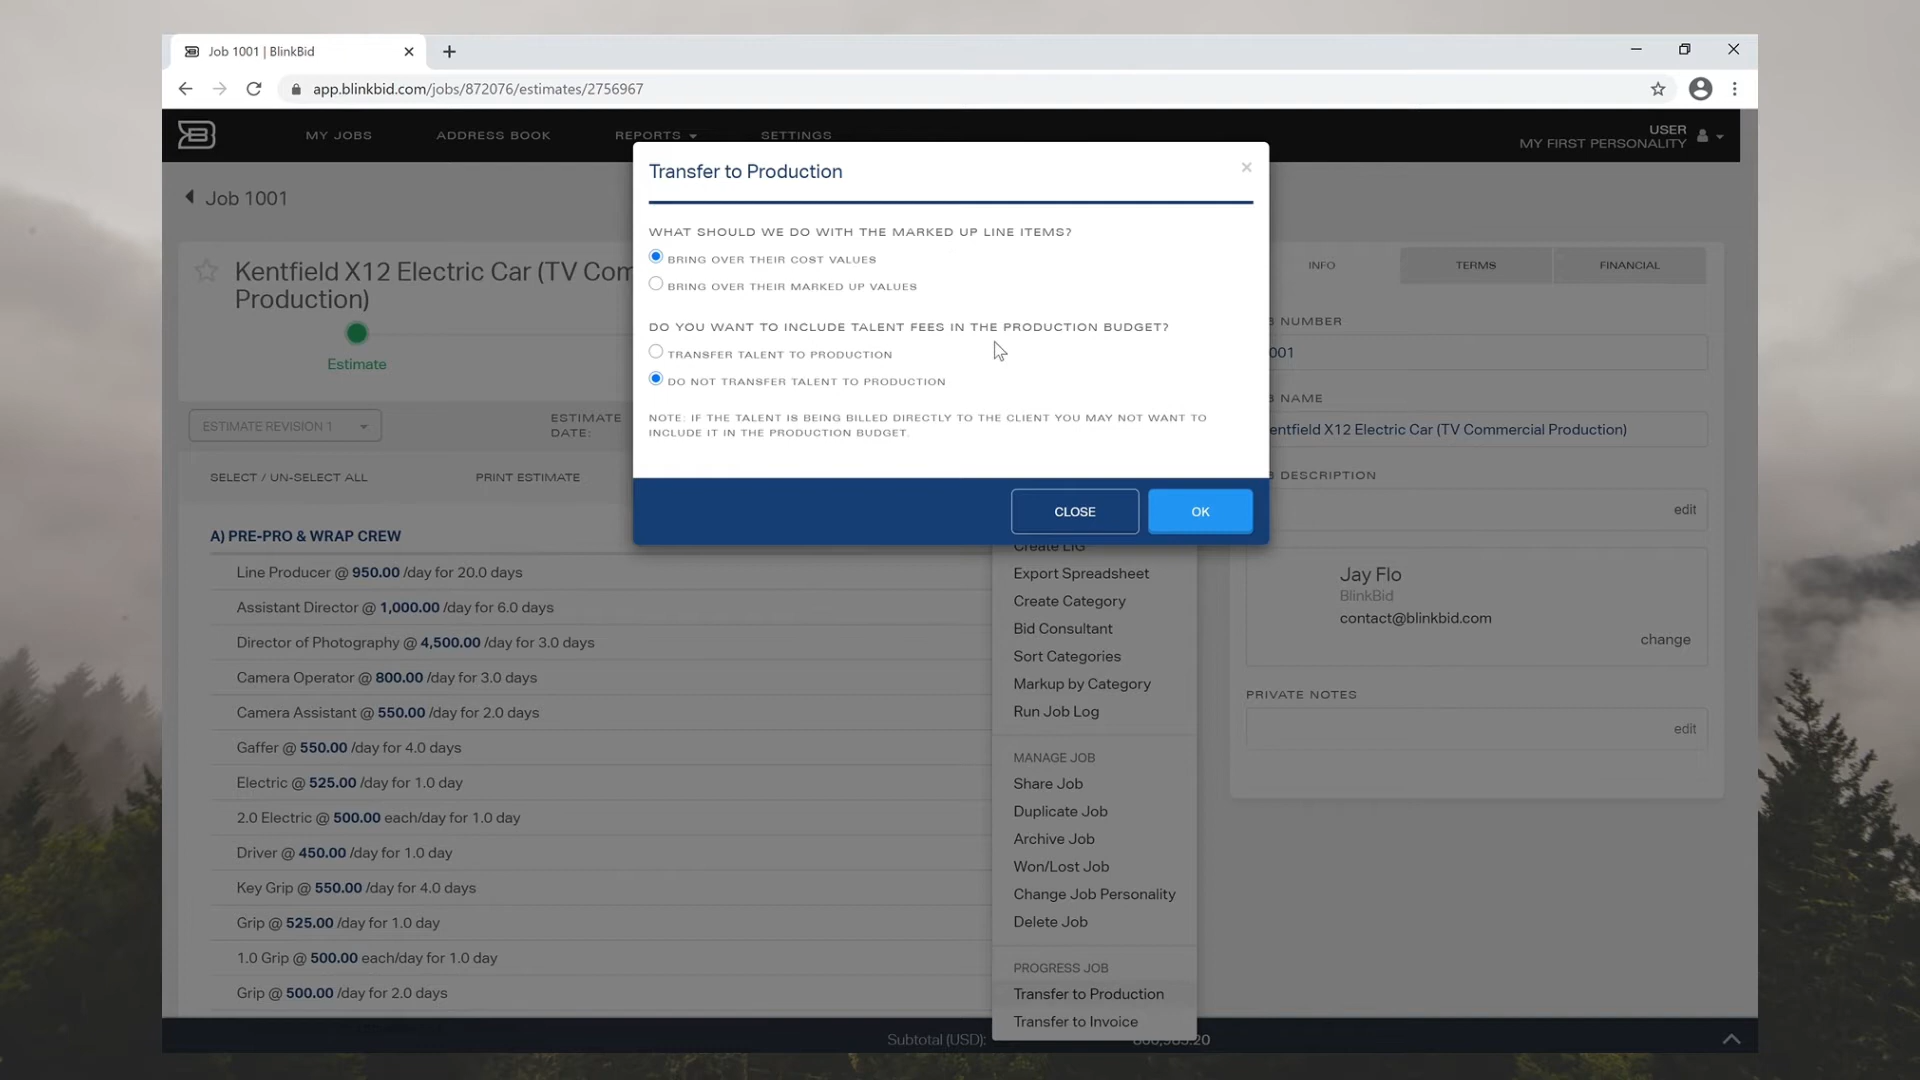 Job 1001 | BlinkBid
app.blinkbid.com/jobs/872076/estimates/2756967
MY JOBS
ADDRESS BOOK
REPORTS
SETTINGS
USER
MY FIRST PERSONALITY
Job 1001
Kentfield X12 Electric Car (TV Com
Production)
Estimate
ESTIMATE REVISION 1
ESTIMATE
DATE:
SELECT / UN-SELECT ALL
PRINT ESTIMATE
A) PRE-PRO & WRAP CREW
Line Producer @ 950.00 /day for 20.0 days
Assistant Director @ 1,000.00 /day for 6.0 days
Director of Photography @ 4,500.00 /day for 3.0 days
Camera Operator @ 800.00 /day for 3.0 days
Camera Assistant @ 550.00 /day for 2.0 days
Gaffer @ 550.00 /day for 4.0 days
Electric @ 525.00 /day for 1.0 day
2.0 Electric @ 500.00 each/day for 1.0 day
Driver @ 450.00 /day for 1.0 day
Key Grip @ 550.00 /day for 4.0 days
Grip @ 525.00 /day for 1.0 day
1.0 Grip @ 500.00 each/day for 1.0 day
Grip @ 500.00 /day for 2.0 days
Transfer to Production
WHAT SHOULD WE DO WITH THE MARKED UP LINE ITEMS?
BRING OVER THEIR COST VALUES
BRING OVER THEIR MARKED UP VALUES
DO YOU WANT TO INCLUDE TALENT FEES IN THE PRODUCTION BUDGET?
TRANSFER TALENT TO PRODUCTION
DO NOT TRANSFER TALENT TO PRODUCTION
NOTE: IF THE TALENT IS BEING BILLED DIRECTLY TO THE CLIENT YOU MAY NOT WANT TO
INCLUDE IT IN THE PRODUCTION BUDGET.
CLOSE
OK
Create LIG
Export Spreadsheet
Create Category
Bid Consultant
Sort Categories
Markup by Category
Run Job Log
MANAGE JOB
Share Job
Duplicate Job
Archive Job
Won/Lost Job
Change Job Personality
Delete Job
PROGRESS JOB
Transfer to Production
Transfer to Invoice
INFO
TERMS
FINANCIAL
NUMBER
001
NAME
entfield X12 Electric Car (TV Commercial Production)
DESCRIPTION
edit
Jay Flo
BlinkBid
contact@blinkbid.com
change
PRIVATE NOTES
edit
Subtotal (USD):